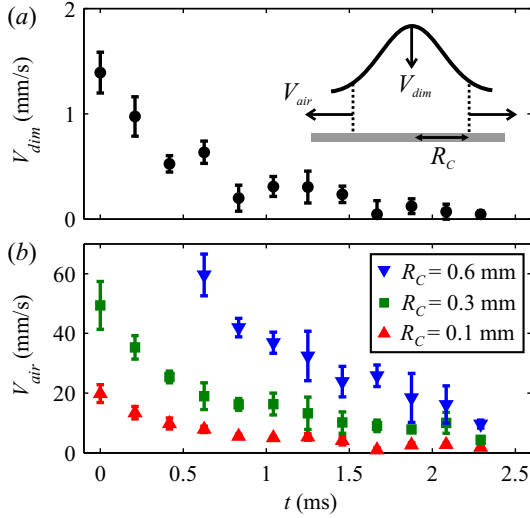 (a)
2
1
0
V_dim (mm/s)
V_air
V_dim
R_C
(b)
60
40
20
0
V_air (mm/s)
R_C = 0.6 mm
R_C = 0.3 mm
R_C = 0.1 mm
0 0.5 1 1.5 2 2.5
t (ms)